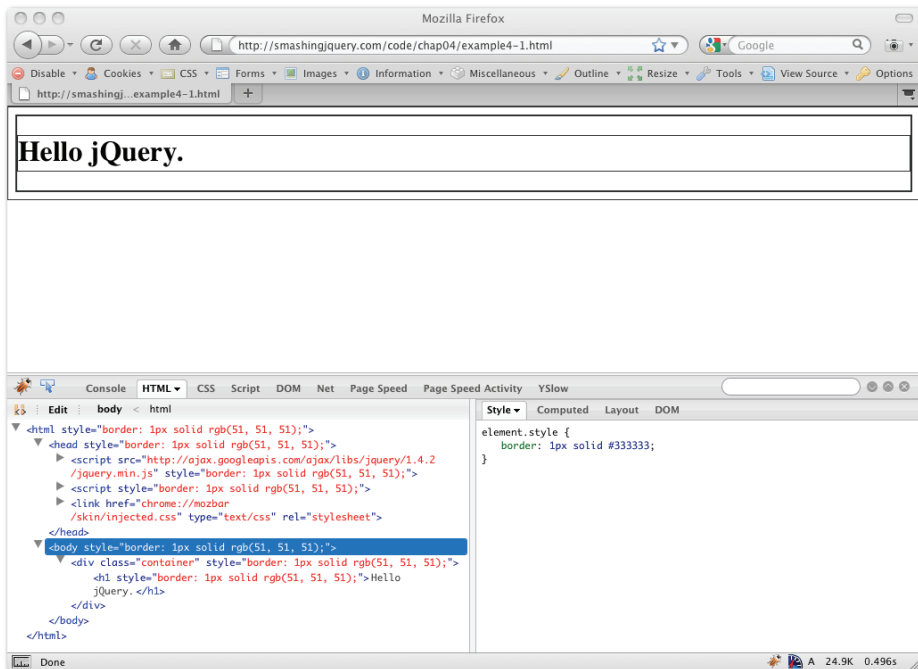 Mozilla Firefox
http://smashingjquery.com/code/chap04/example4-1.html
Google
Disable Cookies CSS Forms Images Information Miscellaneous Outline Resize Tools View Source Options
http://smashingj...example4-1.html +
Hello jQuery.
Console HTML CSS Script DOM Net Page Speed Page Speed Activity YSlow
Edit body < html
Style Computed Layout DOM
<html style="border: 1px solid rgb(51, 51, 51);">
<head style="border: 1px solid rgb(51, 51, 51);">
<script src="http://ajax.googleapis.com/ajax/libs/jquery/1.4.2
/jquery.min.js" style="border: 1px solid rgb(51, 51, 51);">
<script style="border: 1px solid rgb(51, 51, 51);">
<link href="chrome://mozbar
/skin/injected.css" type="text/css" rel="stylesheet">
</head>
<body style="border: 1px solid rgb(51, 51, 51);">
<div class="container" style="border: 1px solid rgb(51, 51, 51);">
<h1 style="border: 1px solid rgb(51, 51, 51);">Hello
jQuery.</h1>
</div>
</body>
</html>
element.style {
border: 1px solid #333333;
}
Done
A 24.9K 0.496s